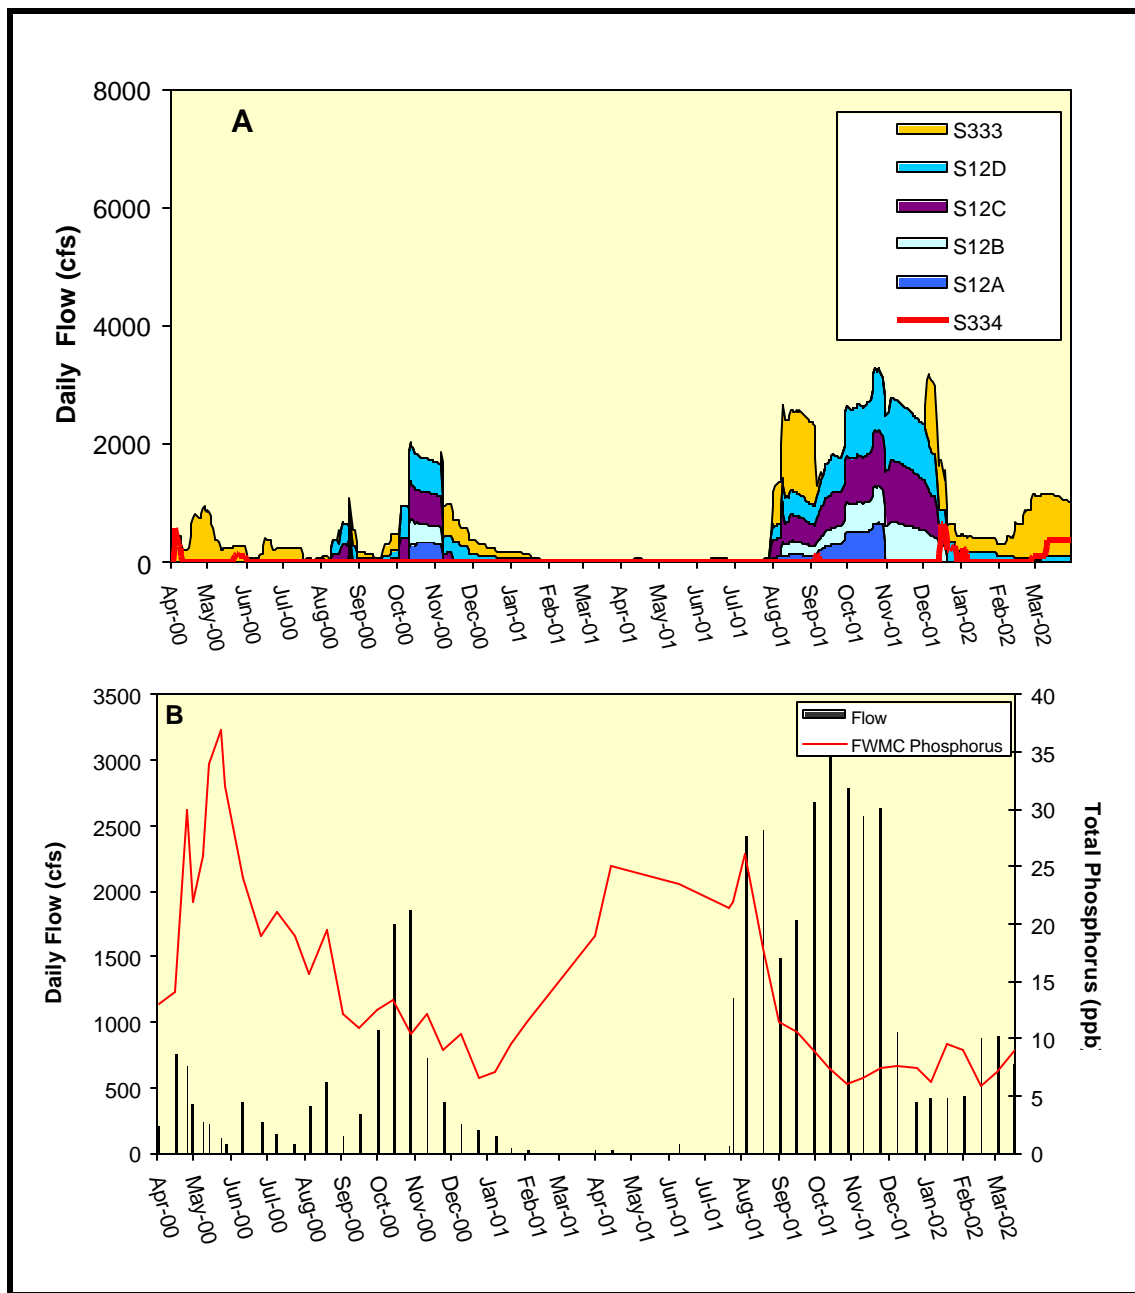 A
8000
6000
4000
2000
0
Daily Flow (cfs)
S333
S12D
S12C
S12B
S12A
S334
Apr-00
May-00
Jun-00
Jul-00
Aug-00
Sep-00
Oct-00
Nov-00
Dec-00
Jan-01
Feb-01
Mar-01
Apr-01
May-01
Jun-01
Jul-01
Aug-01
Sep-01
Oct-01
Nov-01
Dec-01
Jan-02
Feb-02
Mar-02
B
3500
3000
2500
2000
1500
1000
500
0
Daily Flow (cfs)
Flow
FWMC Phosphorus
40
35
30
25
20
15
10
5
0
Total Phosphorus (ppb)
Apr-00
May-00
Jun-00
Jul-00
Aug-00
Sep-00
Oct-00
Nov-00
Dec-00
Jan-01
Feb-01
Mar-01
Apr-01
May-01
Jun-01
Jul-01
Aug-01
Sep-01
Oct-01
Nov-01
Dec-01
Jan-02
Feb-02
Mar-02